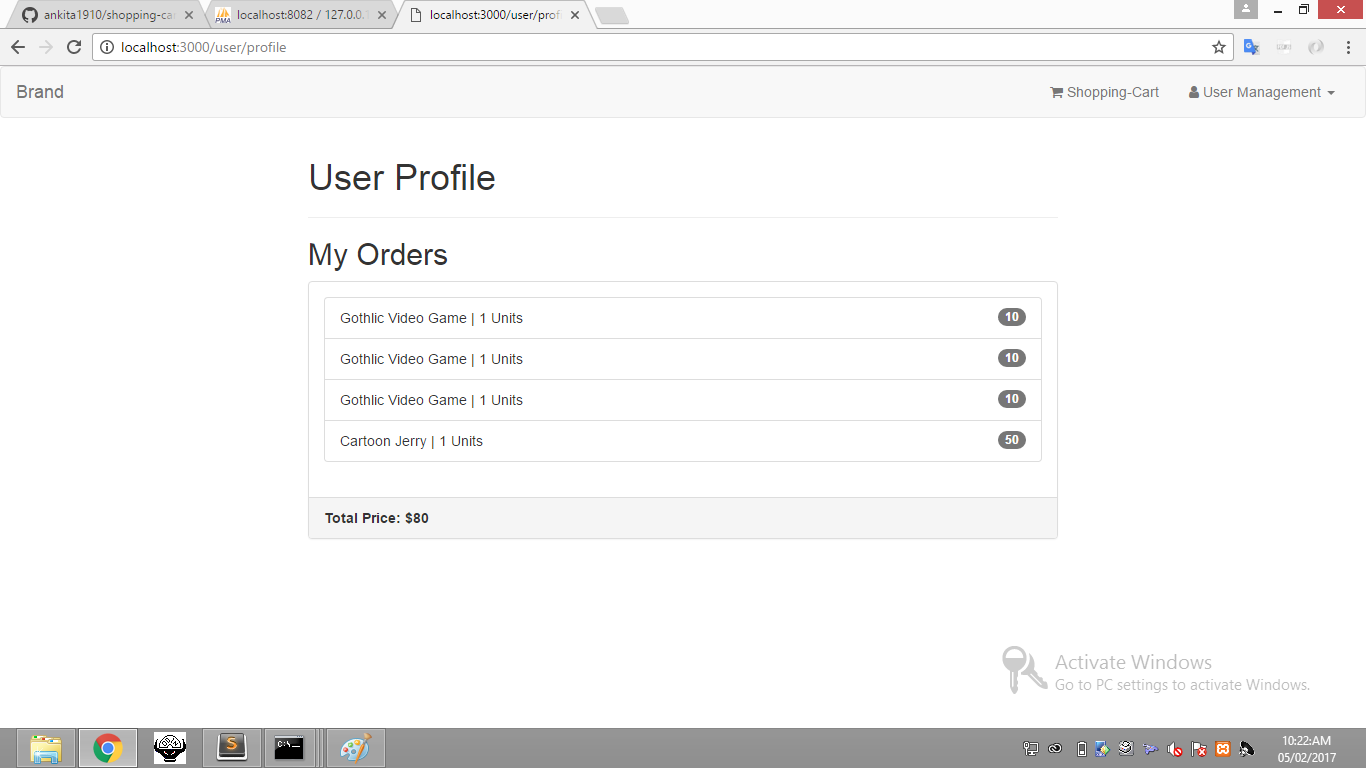 ankita1910/shopping-ca
localhost:8082 / 127.0.0.1
localhost:3000/user/profi
localhost:3000/user/profile
Brand
Shopping-Cart
User Management
User Profile
My Orders
Gothlic Video Game | 1 Units
10
Gothlic Video Game | 1 Units
10
Gothlic Video Game | 1 Units
10
Cartoon Jerry | 1 Units
50
Total Price: $80
Activate Windows
Go to PC settings to activate Windows.
10:22:AM
05/02/2017